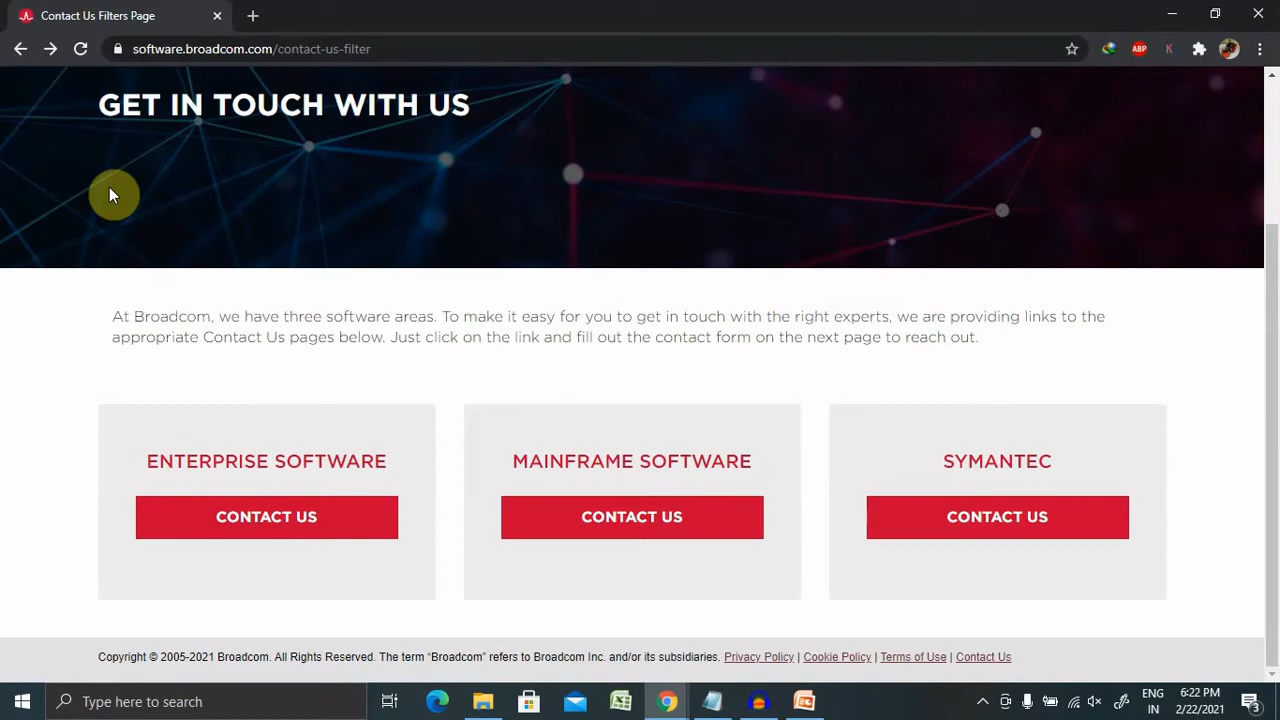 Contact Us Filters Page
software.broadcom.com/contact-us-filter
ABP
K
GET IN TOUCH WITH US
At Broadcom, we have three software areas. To make it easy for you to get in touch with the right experts, we are providing links to the
appropriate Contact Us pages below. Just click on the link and fill out the contact form on the next page to reach out.
ENTERPRISE SOFTWARE
CONTACT US
MAINFRAME SOFTWARE
CONTACT US
SYMANTEC
CONTACT US
Copyright © 2005-2021 Broadcom. All Rights Reserved. The term “Broadcom” refers to Broadcom Inc. and/or its subsidiaries. Privacy Policy | Cookie Policy | Terms of Use | Contact Us
Type here to search
ENG
IN
6:22 PM
2/22/2021
3